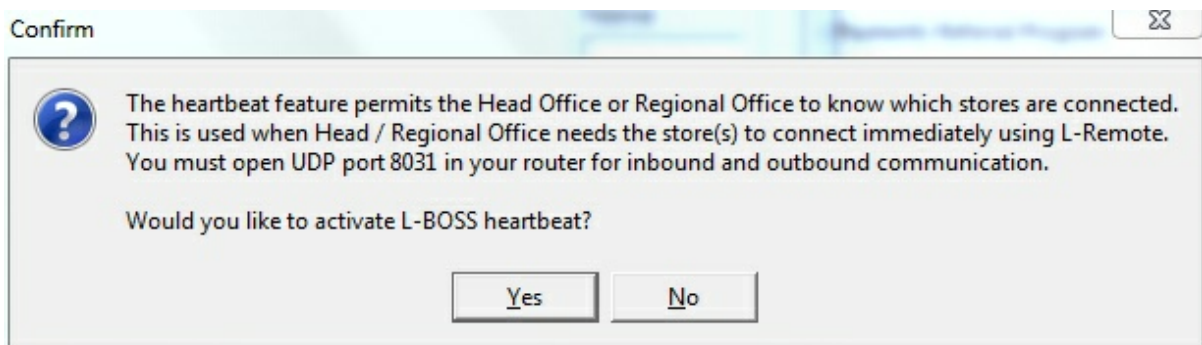 Confirm
The heartbeat feature permits the Head Office or Regional Office to know which stores are connected.
This is used when Head / Regional Office needs the store(s) to connect immediately using L-Remote.
You must open UDP port 8031 in your router for inbound and outbound communication.
Would you like to activate L-BOSS heartbeat?
Yes
No